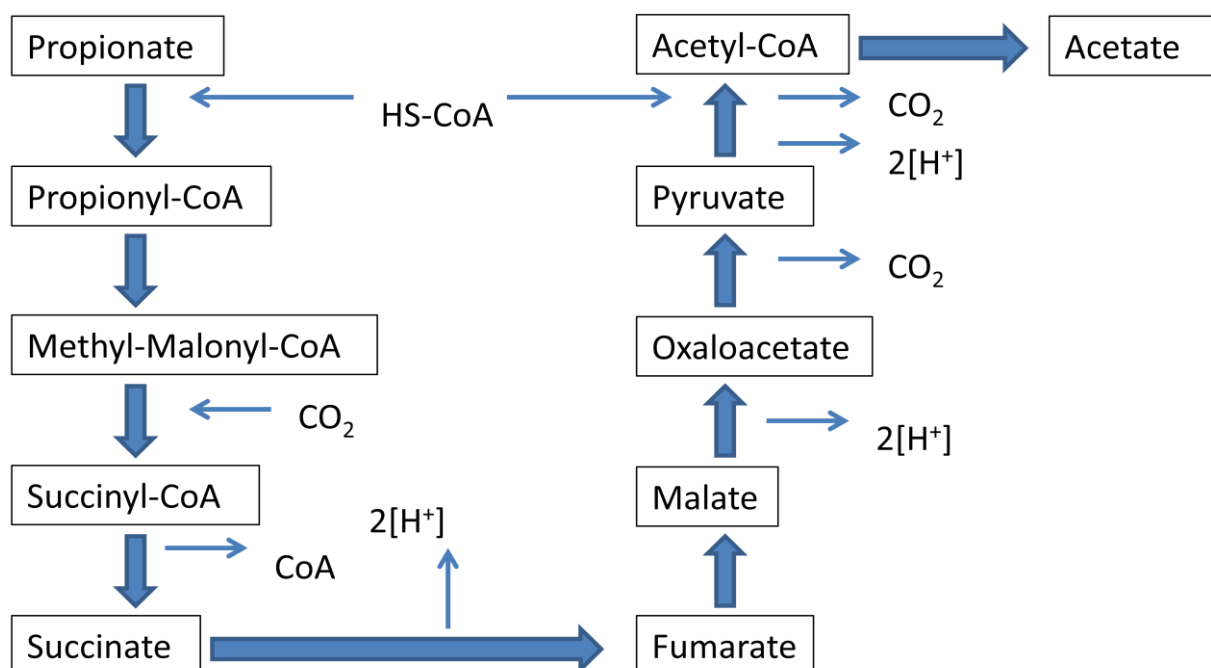 Propionate
HS-CoA
Propionyl-CoA
Methyl-Malonyl-CoA
CO₂
Succinyl-CoA
CoA
Succinate
2[H⁺]
Fumarate
Malate
2[H⁺]
Oxaloacetate
CO₂
Pyruvate
2[H⁺]
CO₂
Acetyl-CoA
Acetate